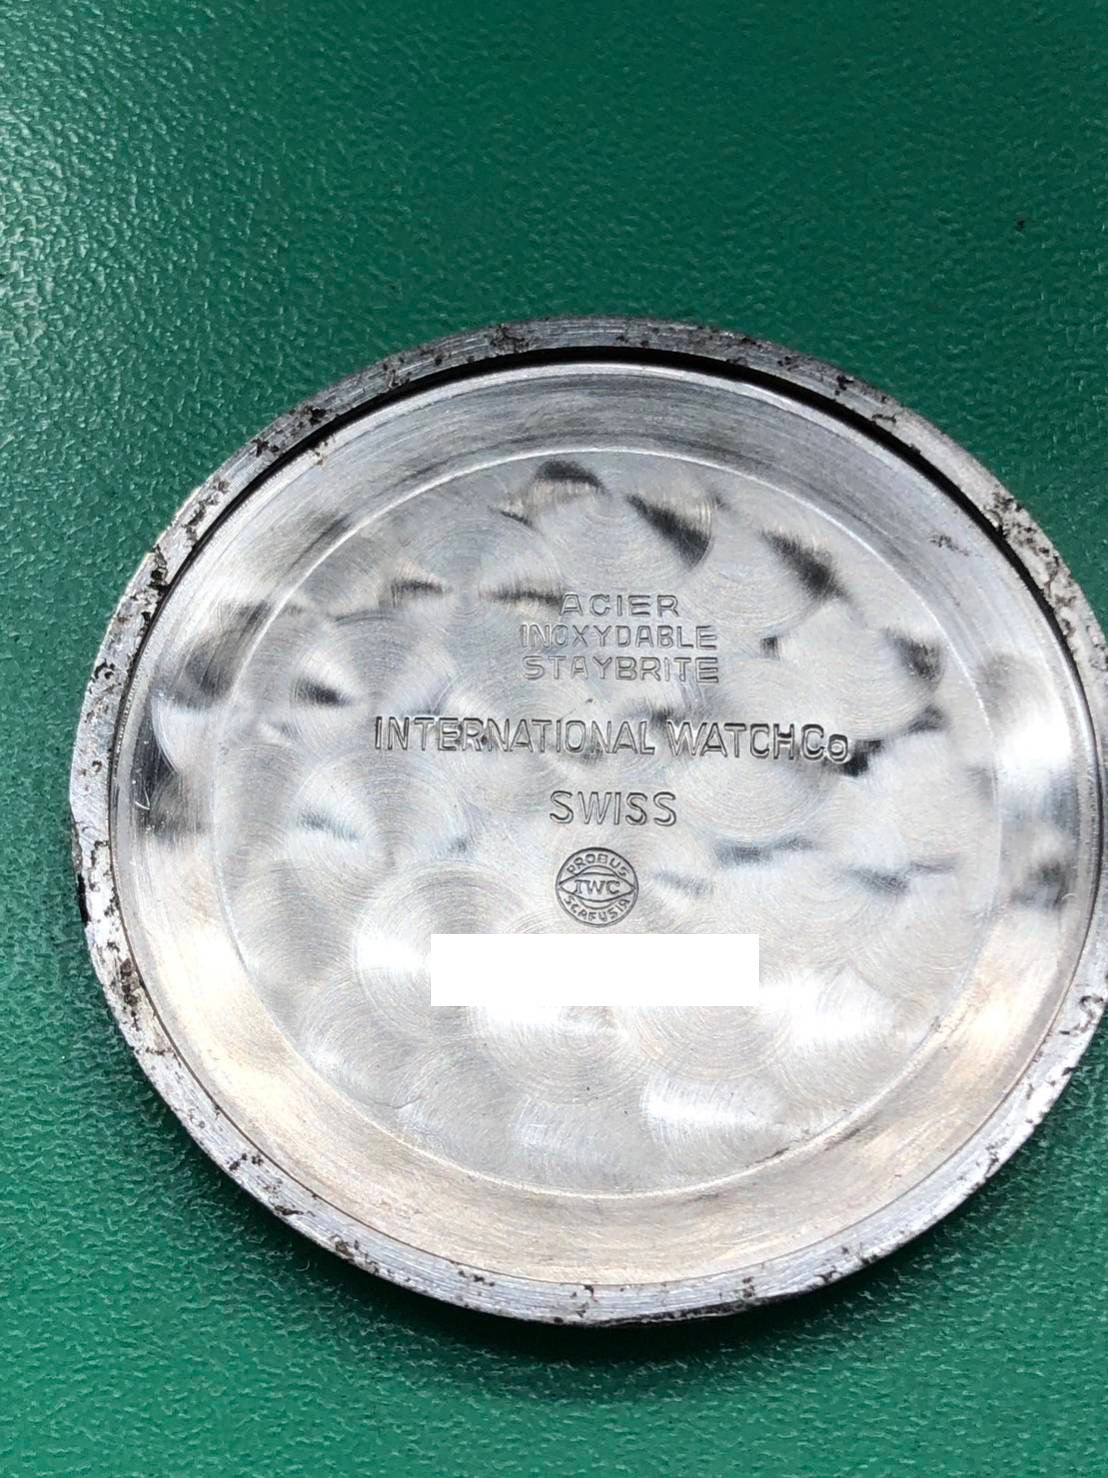 ACIER
INOXYDABLE
STAYBRITE
INTERNATIONAL WATCH Co
SWISS
PROBUS
IWC
SCAFUSIA